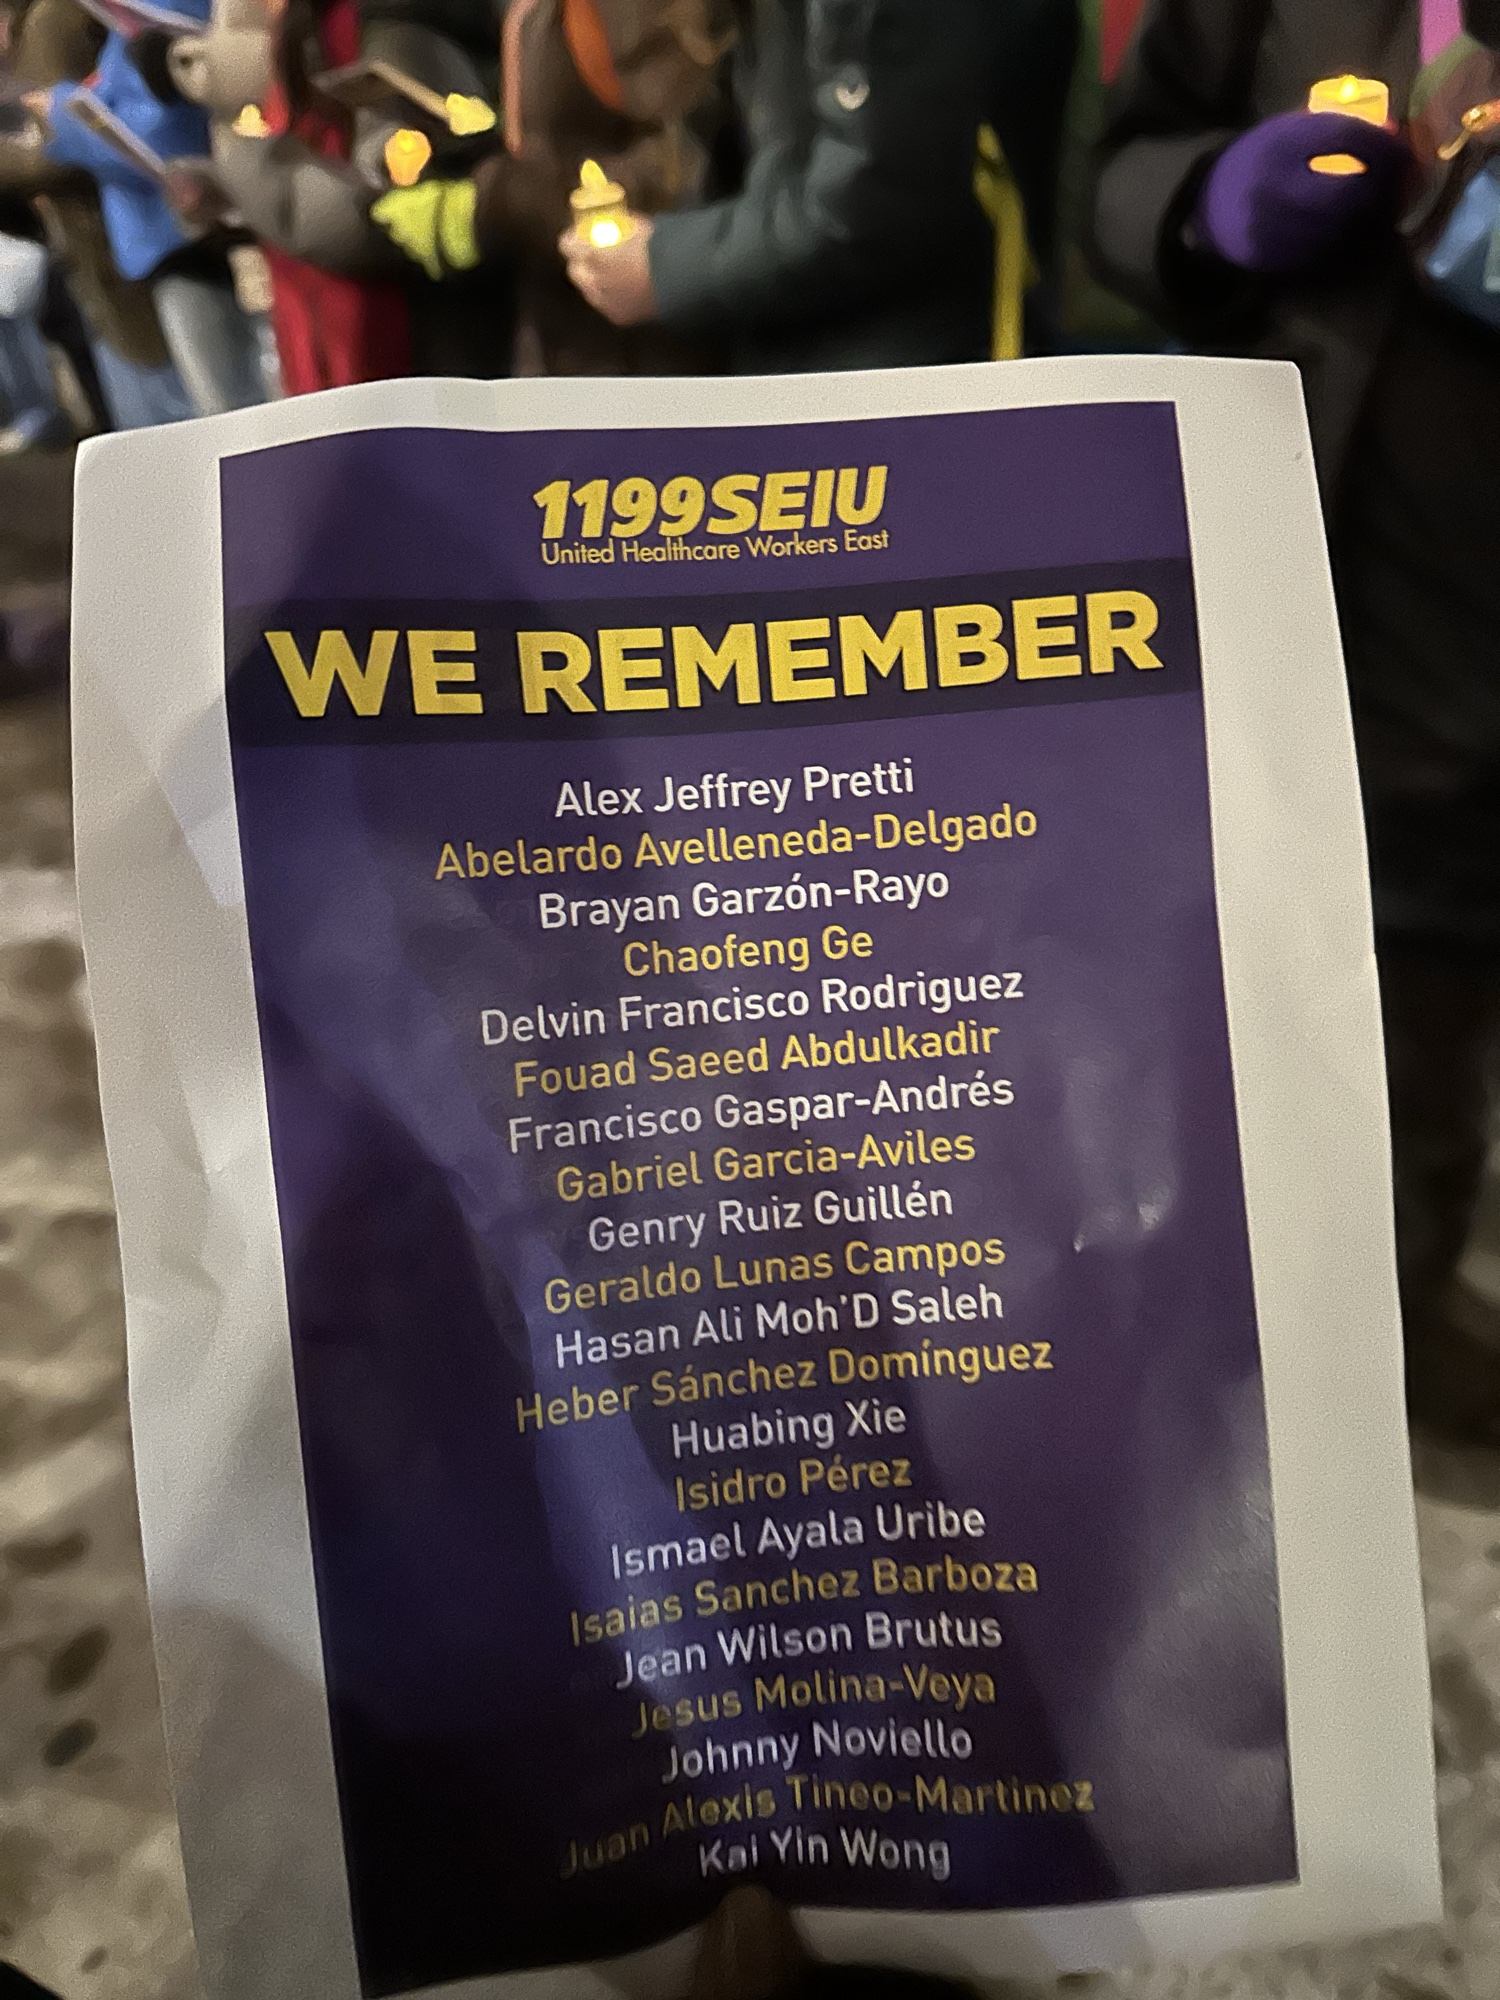 1199SEIU
United Healthcare Workers East
WE REMEMBER
Alex Jeffrey Pretti
Abelardo Avelleneda-Delgado
Brayan Garzón-Rayo
Chaofeng Ge
Delvin Francisco Rodriguez
Fouad Saeed Abdulkadir
Francisco Gaspar-Andrés
Gabriel Garcia-Aviles
Genry Ruiz Guillén
Geraldo Lunas Campos
Hasan Ali Moh'D Saleh
Heber Sánchez Domínguez
Huabing Xie
Isidro Pérez
Ismael Ayala Uribe
Isaias Sanchez Barboza
Jean Wilson Brutus
Jesus Molina-Veya
Johnny Noviello
Juan Alexis Tineo-Martinez
Kai Yin Wong